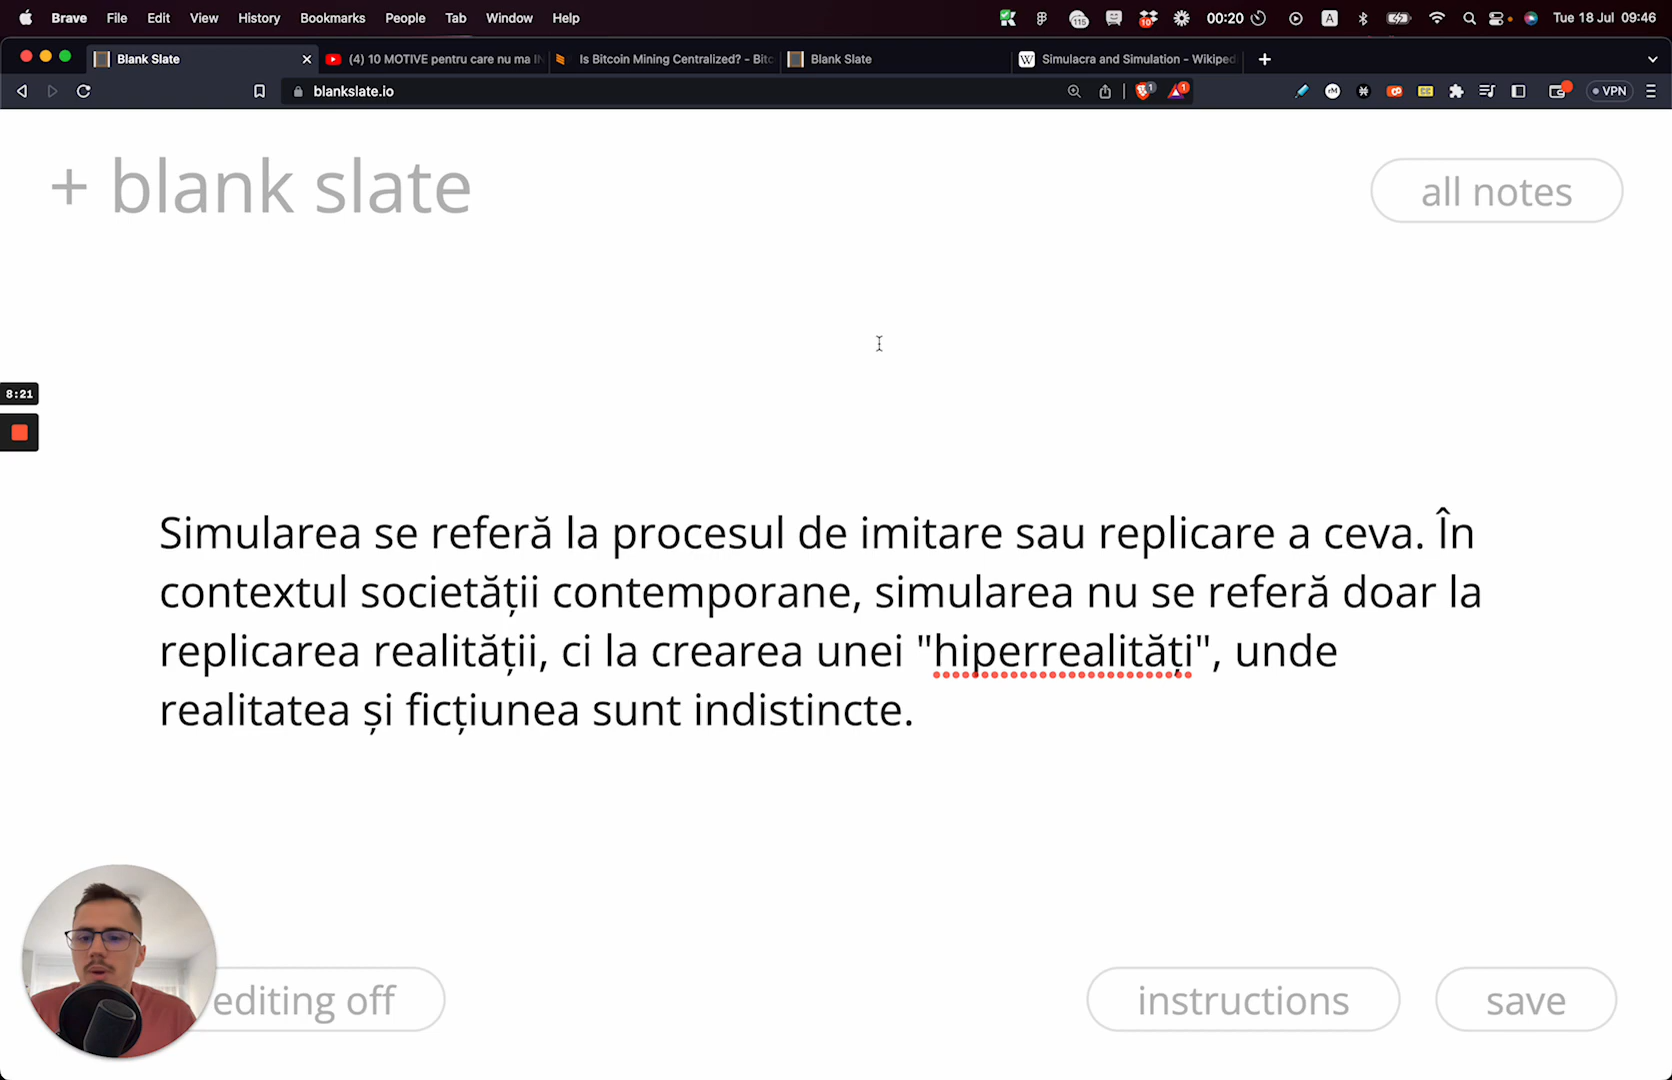 Brave File Edit View History Bookmarks People Tab Window Help 115 10 00:20 A Tue 18 Jul 09:46
Blank Slate (4) 10 MOTIVE pentru care nu ma Is Bitcoin Mining Centralized? - Bitc Blank Slate W Simulacra and Simulation - Wikiped
blankslate.io 1 1 VPN
+ blank slate
all notes
8:21
Simularea se referă la procesul de imitare sau replicare a ceva. În
contextul societății contemporane, simularea nu se referă doar la
replicarea realității, ci la crearea unei "hiperrealități", unde
realitatea și ficțiunea sunt indistincte.
editing off
instructions
save